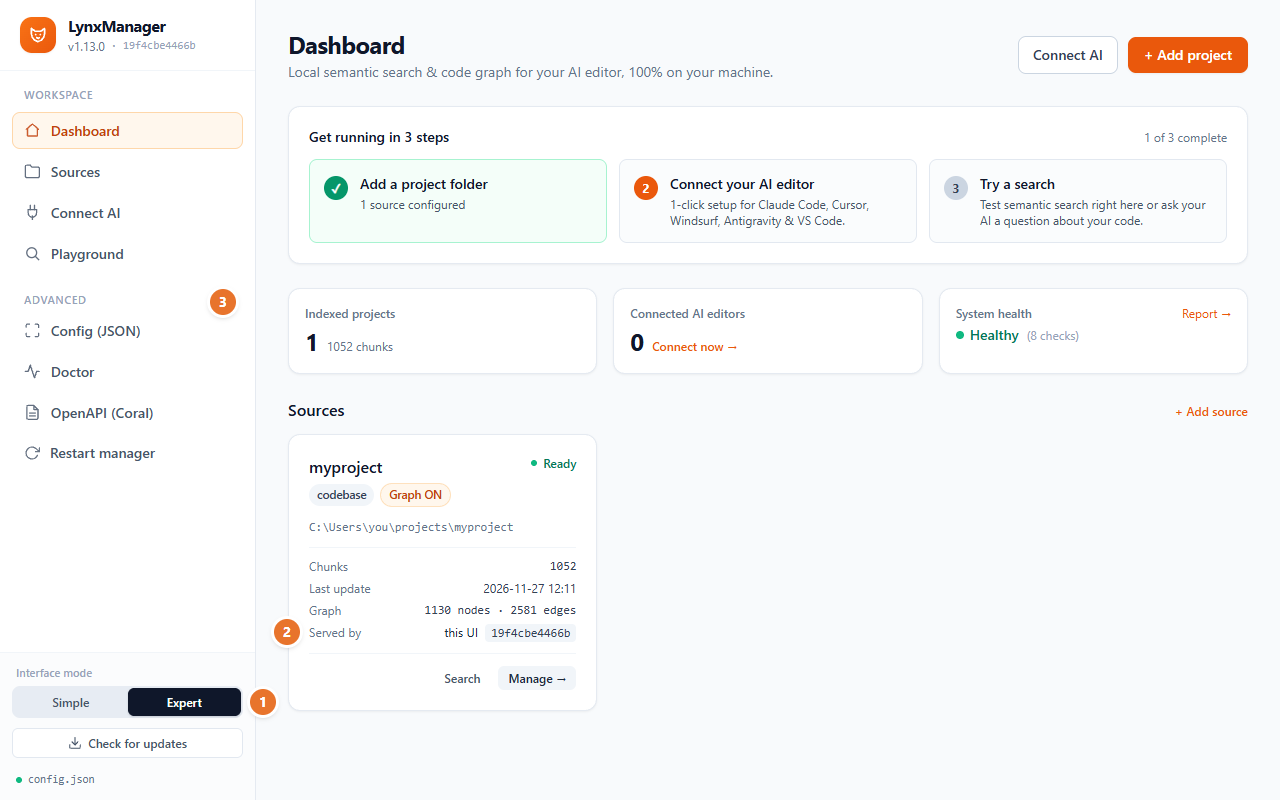 LynxManager
v1.13.0 · 19f4cbe4466b
WORKSPACE
Dashboard
Sources
Connect AI
Playground
ADVANCED
3
Config (JSON)
Doctor
OpenAPI (Coral)
Restart manager
Interface mode
Simple
Expert
1
Check for updates
config.json
Dashboard
Local semantic search & code graph for your AI editor, 100% on your machine.
Connect AI
+ Add project
Get running in 3 steps
1 of 3 complete
✓
Add a project folder
1 source configured
2
Connect your AI editor
1-click setup for Claude Code, Cursor,
Windsurf, Antigravity & VS Code.
3
Try a search
Test semantic search right here or ask your
AI a question about your code.
Indexed projects
1 1052 chunks
Connected AI editors
0 Connect now →
System health
Report →
Healthy (8 checks)
Sources
+ Add source
myproject
Ready
codebase
Graph ON
C:\Users\you\projects\myproject
Chunks 1052
Last update 2026-11-27 12:11
Graph 1130 nodes · 2581 edges
2
Served by this UI 19f4cbe4466b
Search
Manage →